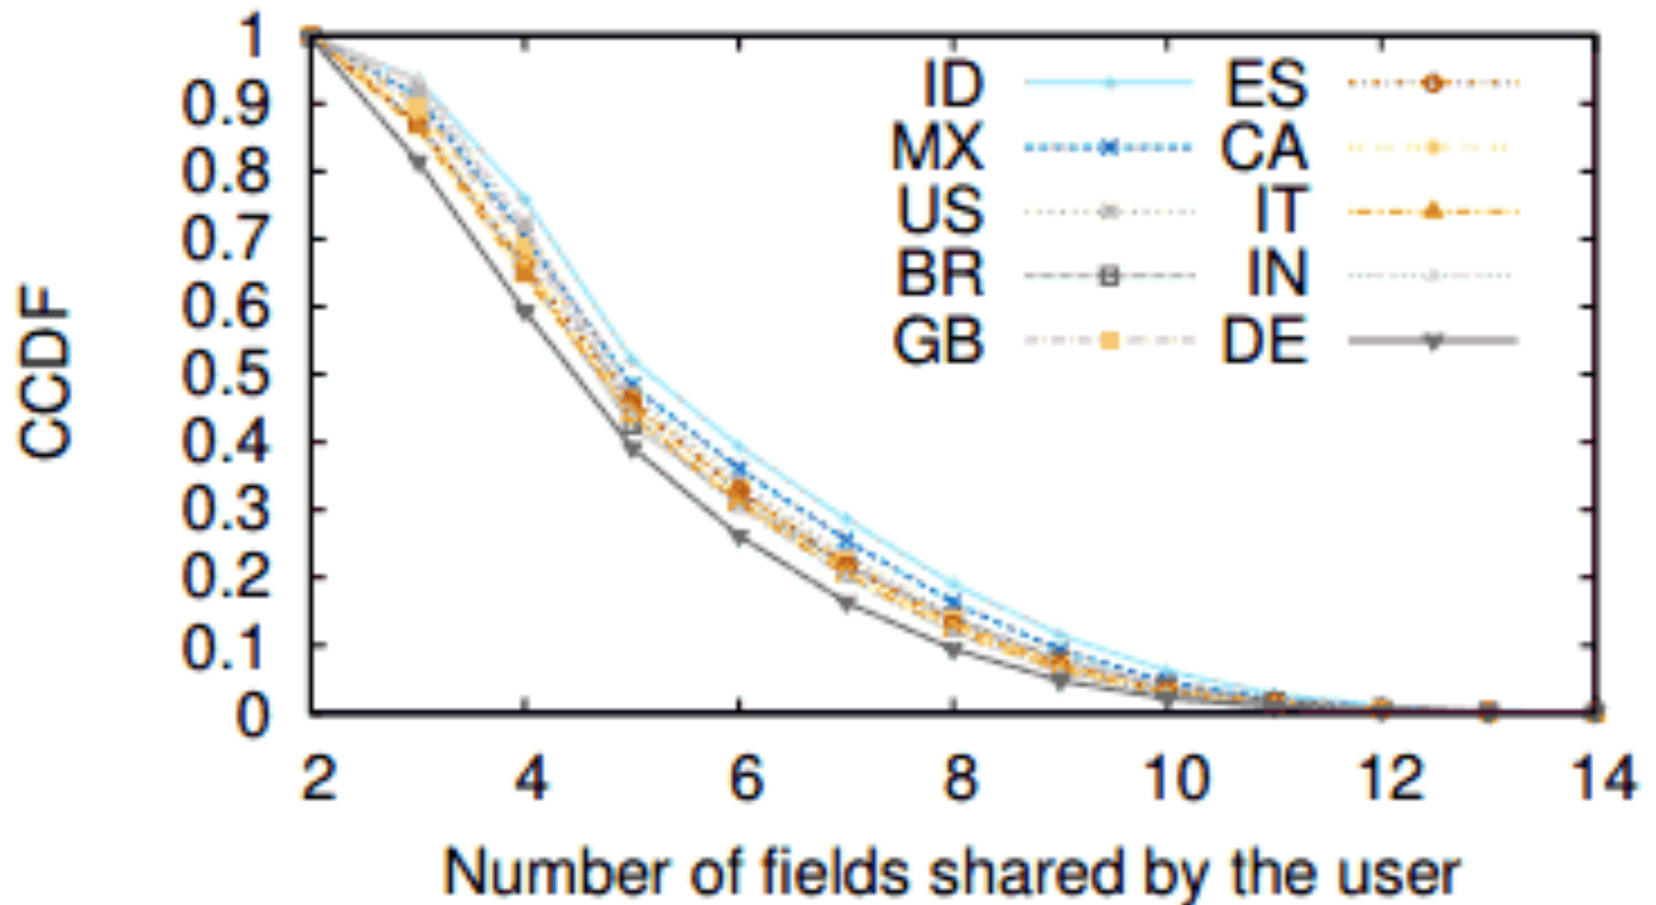 1
0.9
0.8
0.7
0.6
0.5
0.4
0.3
0.2
0.1
0
CCDF
ID ES
MX CA
US IT
BR IN
GB DE
2 4 6 8 10 12 14
Number of fields shared by the user